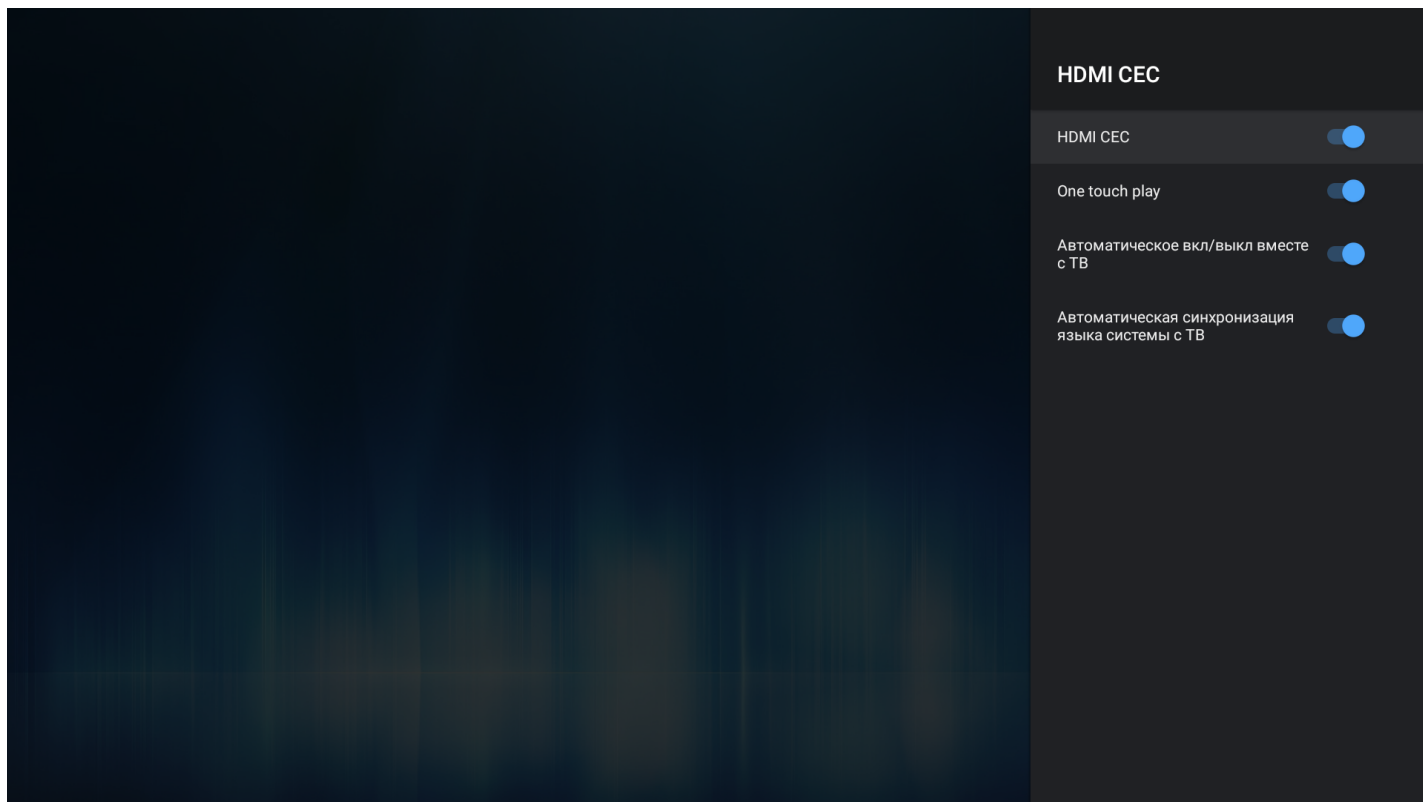 HDMI CEC
HDMI CEC
One touch play
Автоматическое вкл/выкл вместе
с ТВ
Автоматическая синхронизация
языка системы с ТВ